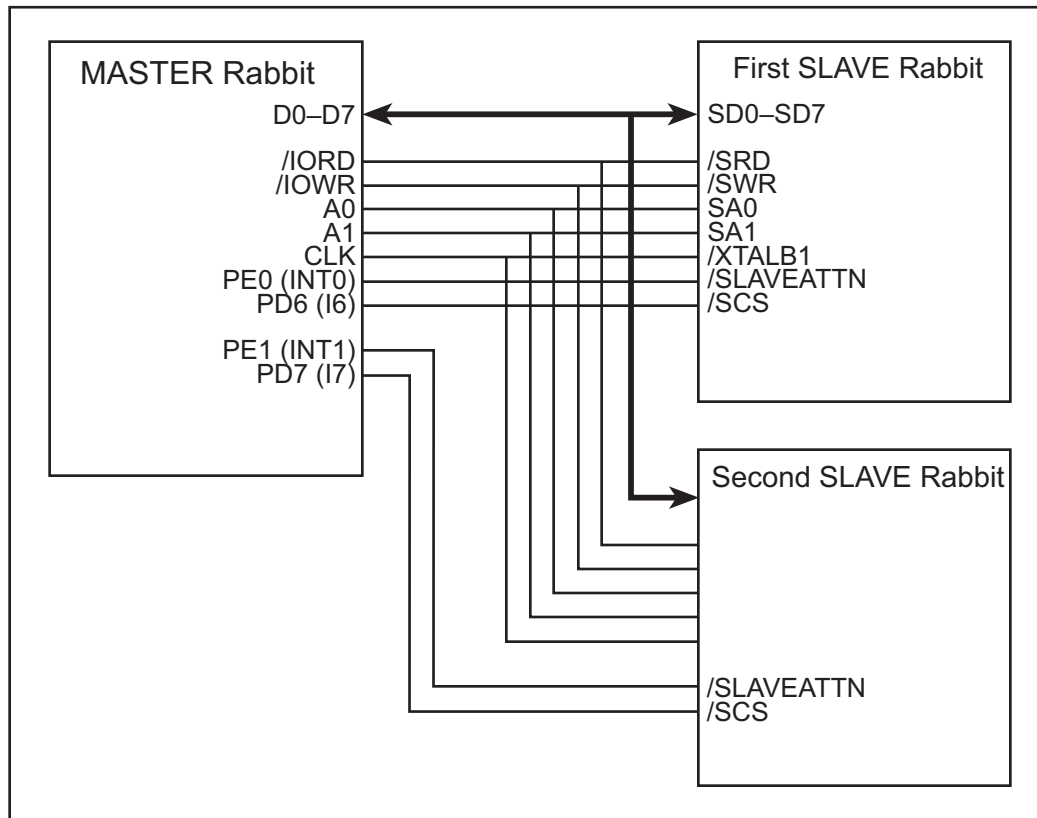 MASTER Rabbit
D0–D7
/IORD
/IOWR
A0
A1
CLK
PE0 (INT0)
PD6 (I6)
PE1 (INT1)
PD7 (I7)
First SLAVE Rabbit
SD0–SD7
/SRD
/SWR
SA0
SA1
/XTALB1
/SLAVEATTN
/SCS
Second SLAVE Rabbit
/SLAVEATTN
/SCS